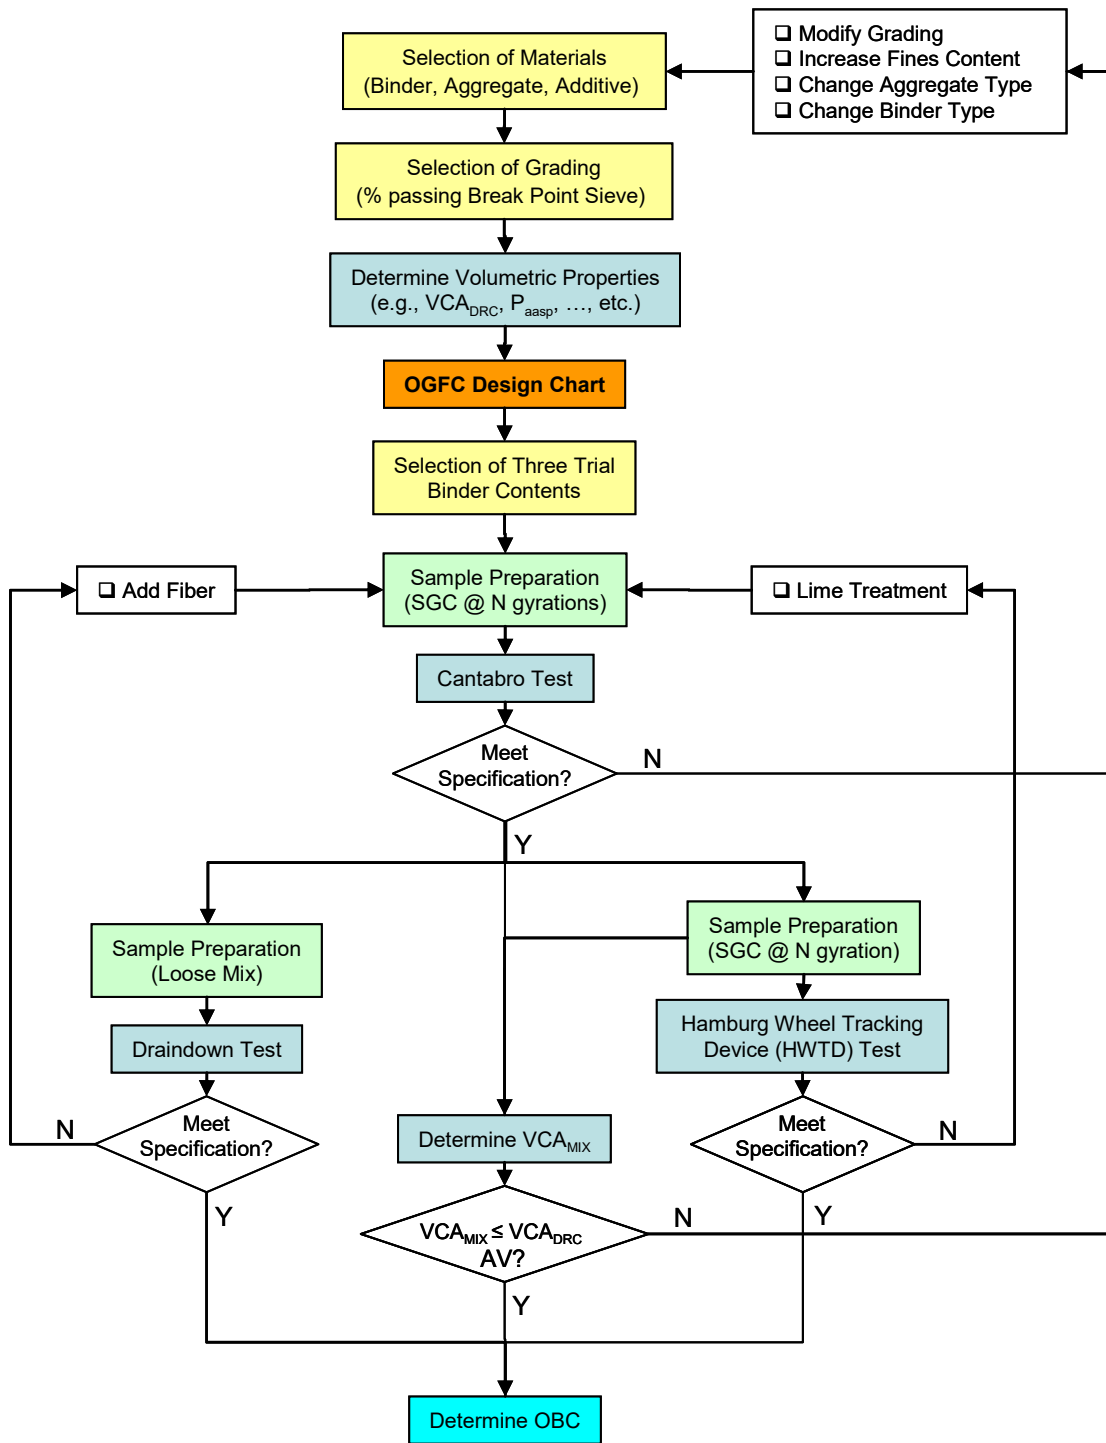 Selection of Materials
(Binder, Aggregate, Additive)
❑ Modify Grading
❑ Increase Fines Content
❑ Change Aggregate Type
❑ Change Binder Type
Selection of Grading
(% passing Break Point Sieve)
Determine Volumetric Properties
(e.g., VCADRC, Paasp, …, etc.)
OGFC Design Chart
Selection of Three Trial
Binder Contents
❑ Add Fiber
Sample Preparation
(SGC @ N gyrations)
❑ Lime Treatment
Cantabro Test
Meet
Specification?
N
Y
Sample Preparation
(Loose Mix)
Sample Preparation
(SGC @ N gyration)
Draindown Test
Hamburg Wheel Tracking
Device (HWTD) Test
Meet
Specification?
N
Y
Determine VCAMIX
Meet
Specification?
N
Y
VCAMIX ≤ VCADRC
AV?
N
Y
Determine OBC